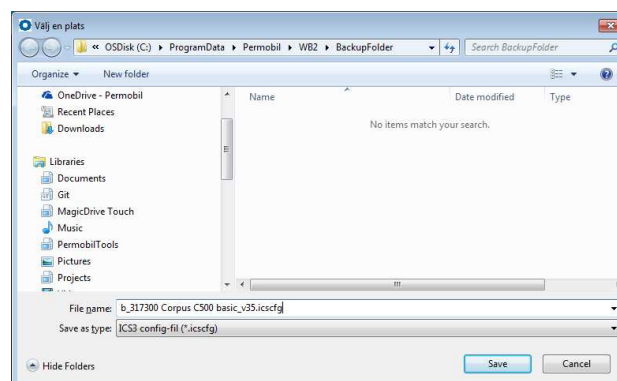 Välj en plats
« OSDisk (C:) ▸ ProgramData ▸ Permobil ▸ WB2 ▸ BackupFolder
Search BackupFolder
Organize
New folder
Name
Date modified
Type
OneDrive - Permobil
Recent Places
Downloads
No items match your search.
Libraries
Documents
Git
MagicDrive Touch
Music
PermobilTools
Pictures
Projects
File name: b_317300 Corpus C500 basic_v35.icscfg
Save as type: ICS3 config-fil (*.icscfg)
Hide Folders
Save
Cancel